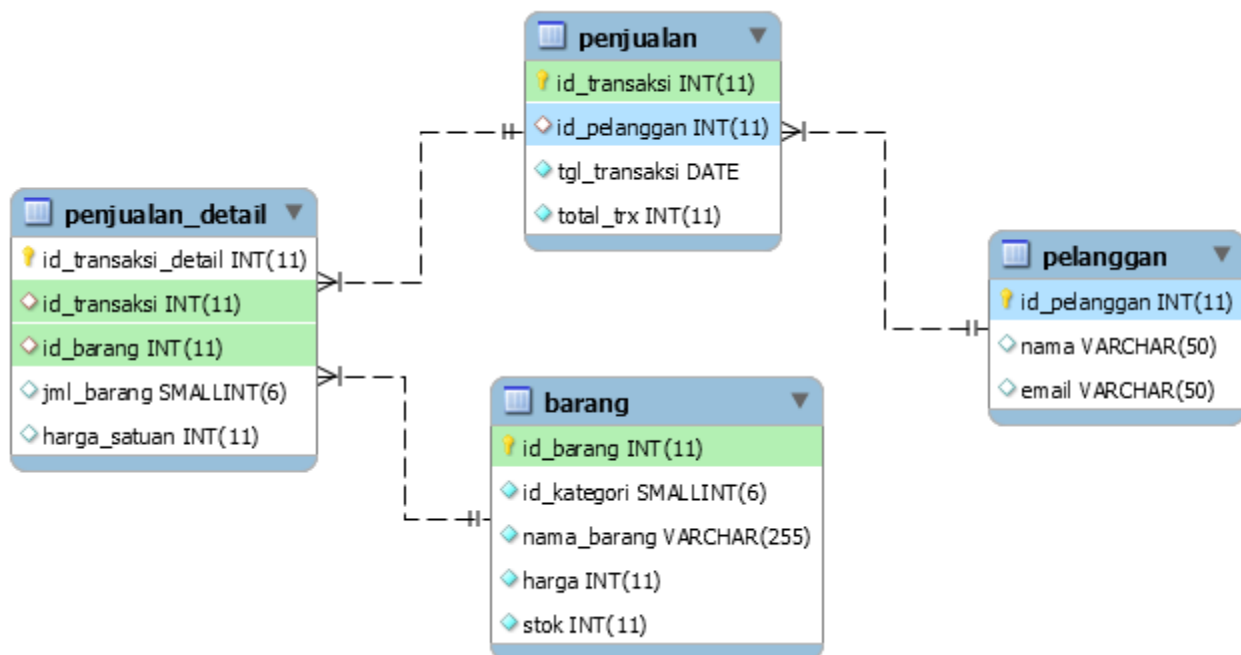 penjualan
id_transaksi INT(11)
id_pelanggan INT(11)
tgl_transaksi DATE
total_trx INT(11)
penjualan_detail
id_transaksi_detail INT(11)
id_transaksi INT(11)
id_barang INT(11)
jml_barang SMALLINT(6)
harga_satuan INT(11)
pelanggan
id_pelanggan INT(11)
nama VARCHAR(50)
email VARCHAR(50)
barang
id_barang INT(11)
id_kategori SMALLINT(6)
nama_barang VARCHAR(255)
harga INT(11)
stok INT(11)